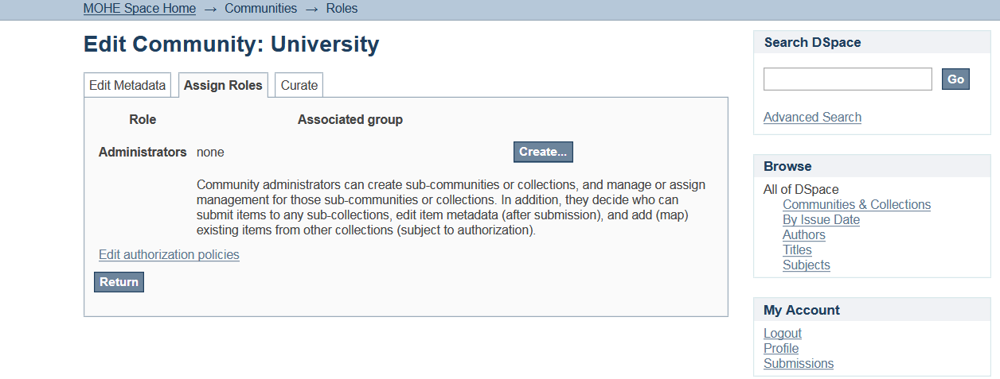 MOHE Space Home → Communities → Roles
Edit Community: University
Edit Metadata Assign Roles Curate
Role Associated group
Administrators none Create...
Community administrators can create sub-communities or collections, and manage or assign
management for those sub-communities or collections. In addition, they decide who can
submit items to any sub-collections, edit item metadata (after submission), and add (map)
existing items from other collections (subject to authorization).
Edit authorization policies
Return
Search DSpace
Go
Advanced Search
Browse
All of DSpace
Communities & Collections
By Issue Date
Authors
Titles
Subjects
My Account
Logout
Profile
Submissions